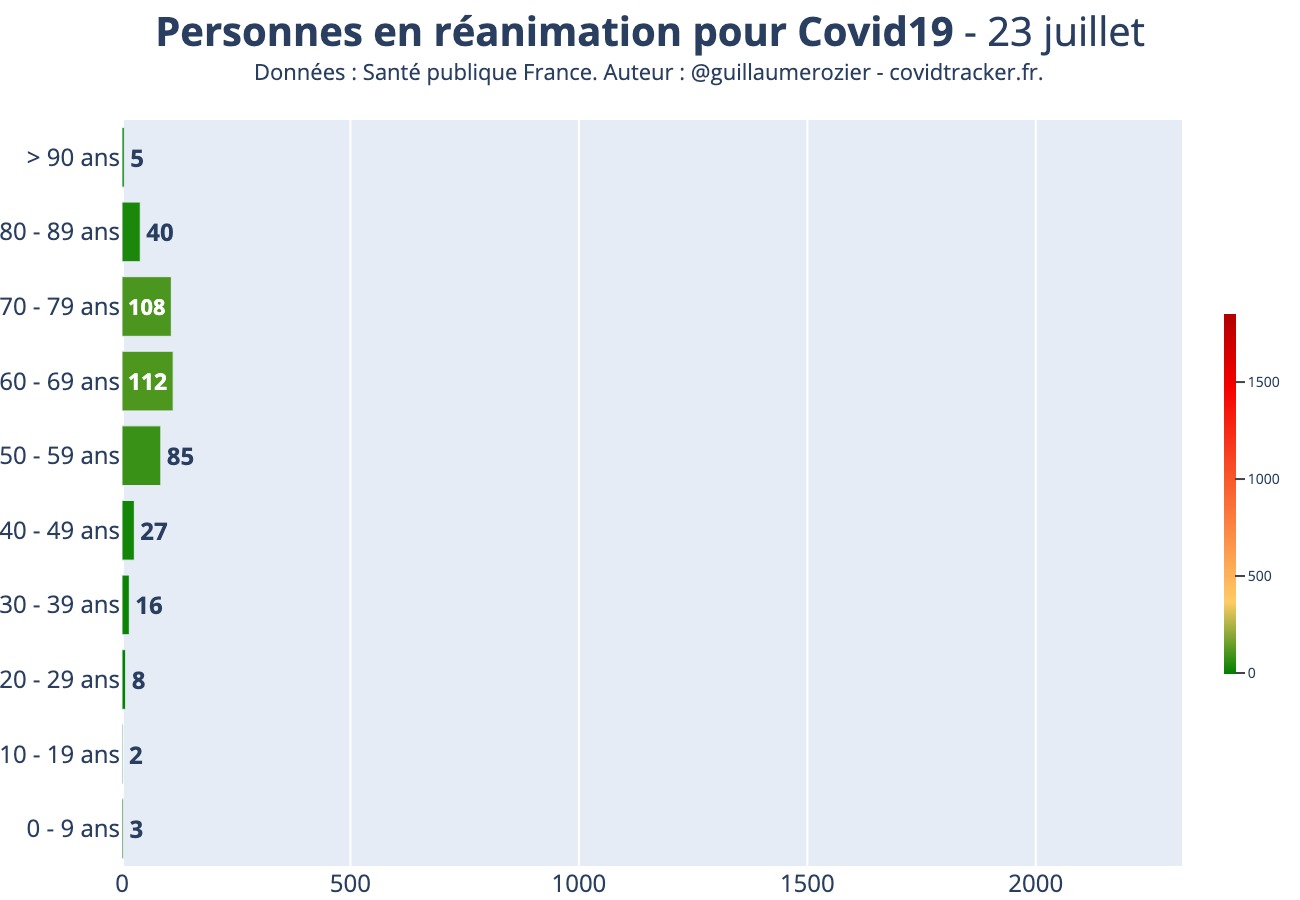 Personnes en réanimation pour Covid19 - 23 juillet
Données : Santé publique France. Auteur : @guillaumerozier - covidtracker.fr.
> 90 ans 5
80 - 89 ans 40
70 - 79 ans 108
60 - 69 ans 112
50 - 59 ans 85
40 - 49 ans 27
30 - 39 ans 16
20 - 29 ans 8
10 - 19 ans 2
0 - 9 ans 3
0 500 1000 1500 2000
1500
1000
500
0